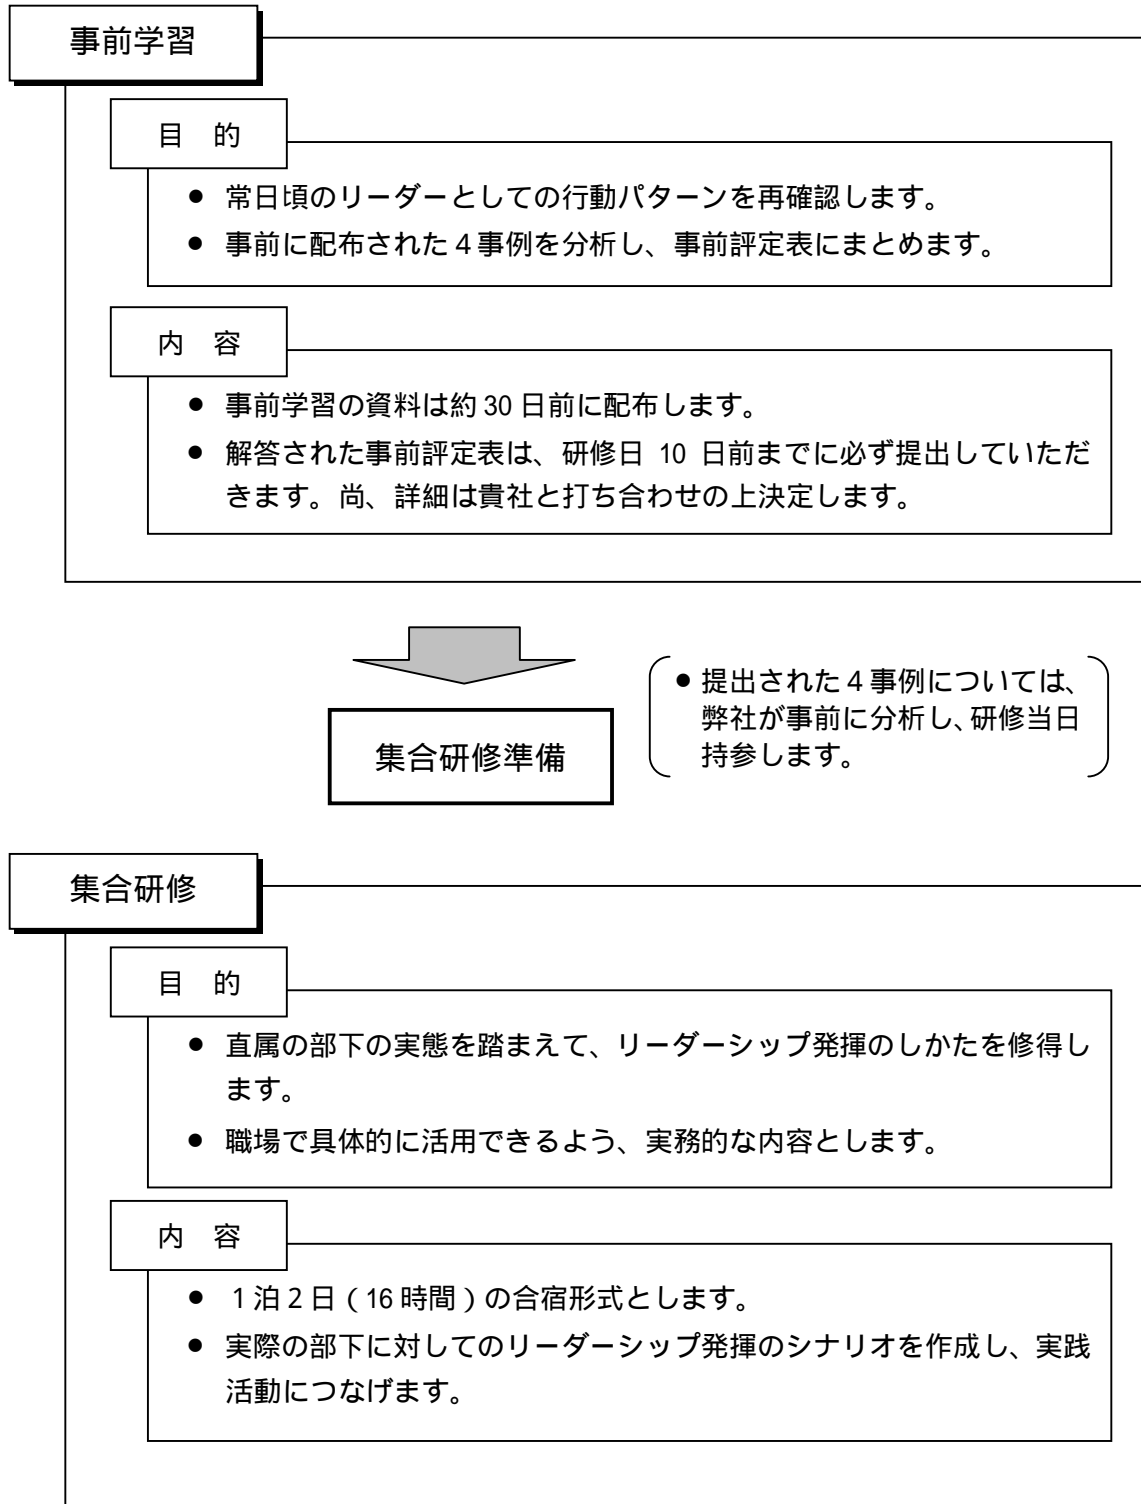 事前学習
目 的
● 常日頃のリーダーとしての行動パターンを再確認します。
● 事前に配布された4事例を分析し、事前評定表にまとめます。
内 容
● 事前学習の資料は約30日前に配布します。
● 解答された事前評定表は、研修日 10 日前までに必ず提出していただ
きます。尚、詳細は貴社と打ち合わせの上決定します。
● 提出された4事例については、
弊社が事前に分析し、研修当日
持参します。
集合研修準備
集合研修
目 的
● 直属の部下の実態を踏まえて、リーダーシップ発揮のしかたを修得し
ます。
● 職場で具体的に活用できるよう、実務的な内容とします。
内 容
● 1泊2日(16時間)の合宿形式とします。
● 実際の部下に対してのリーダーシップ発揮のシナリオを作成し、実践
活動につなげます。